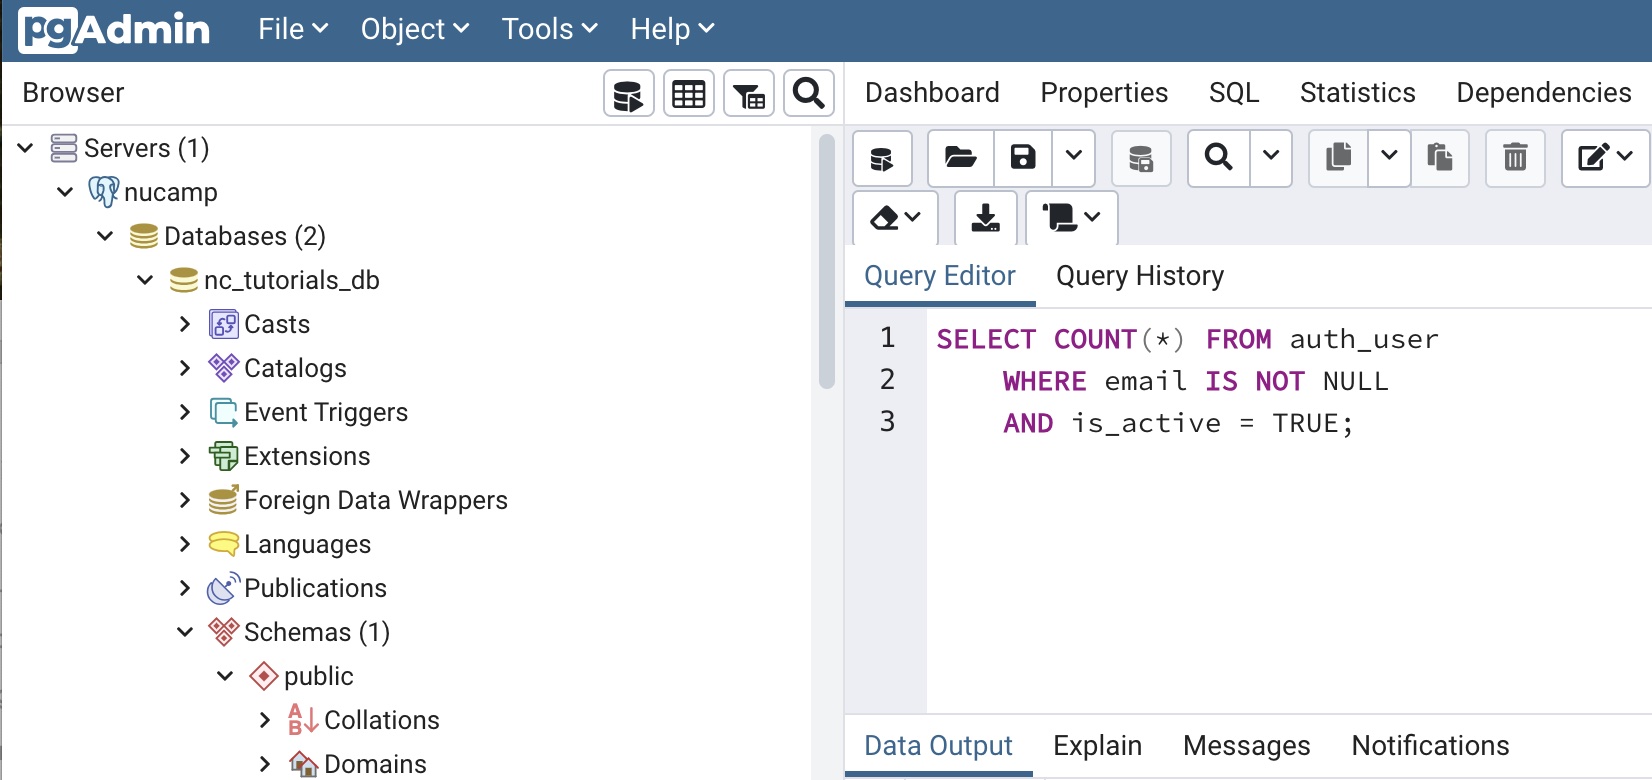 pgAdmin File Object Tools Help
Browser
Servers (1)
nucamp
Databases (2)
nc_tutorials_db
Casts
Catalogs
Event Triggers
Extensions
Foreign Data Wrappers
Languages
Publications
Schemas (1)
public
Collations
Domains
Dashboard Properties SQL Statistics Dependencies
Query Editor Query History
1 SELECT COUNT(*) FROM auth_user
2 WHERE email IS NOT NULL
3 AND is_active = TRUE;
Data Output Explain Messages Notifications